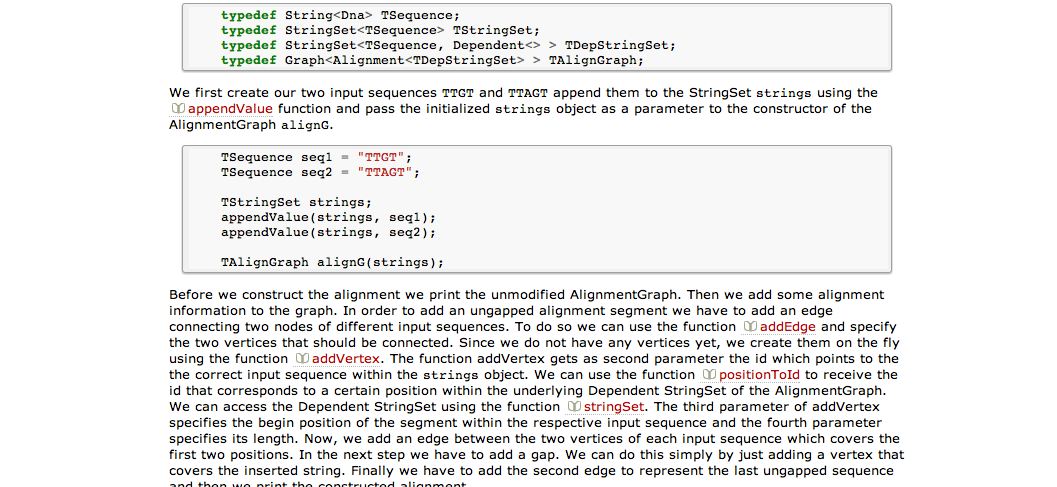 typedef String<Dna> TSequence;
typedef StringSet<TSequence> TStringSet;
typedef StringSet<TSequence, Dependent<> > TDepStringSet;
typedef Graph<Alignment<TDepStringSet> > TAlignGraph;
We first create our two input sequences TTGT and TTAGT append them to the StringSet strings using the
appendValue function and pass the initialized strings object as a parameter to the constructor of the
AlignmentGraph alignG.
TSequence seq1 = "TTGT";
TSequence seq2 = "TTAGT";
TStringSet strings;
appendValue(strings, seq1);
appendValue(strings, seq2);
TAlignGraph alignG(strings);
Before we construct the alignment we print the unmodified AlignmentGraph. Then we add some alignment
information to the graph. In order to add an ungapped alignment segment we have to add an edge
connecting two nodes of different input sequences. To do so we can use the function addEdge and specify
the two vertices that should be connected. Since we do not have any vertices yet, we create them on the fly
using the function addVertex. The function addVertex gets as second parameter the id which points to the
the correct input sequence within the strings object. We can use the function positionToId to receive the
id that corresponds to a certain position within the underlying Dependent StringSet of the AlignmentGraph.
We can access the Dependent StringSet using the function stringSet. The third parameter of addVertex
specifies the begin position of the segment within the respective input sequence and the fourth parameter
specifies its length. Now, we add an edge between the two vertices of each input sequence which covers the
first two positions. In the next step we have to add a gap. We can do this simply by just adding a vertex that
covers the inserted string. Finally we have to add the second edge to represent the last ungapped sequence
and then we print the constructed alignment.